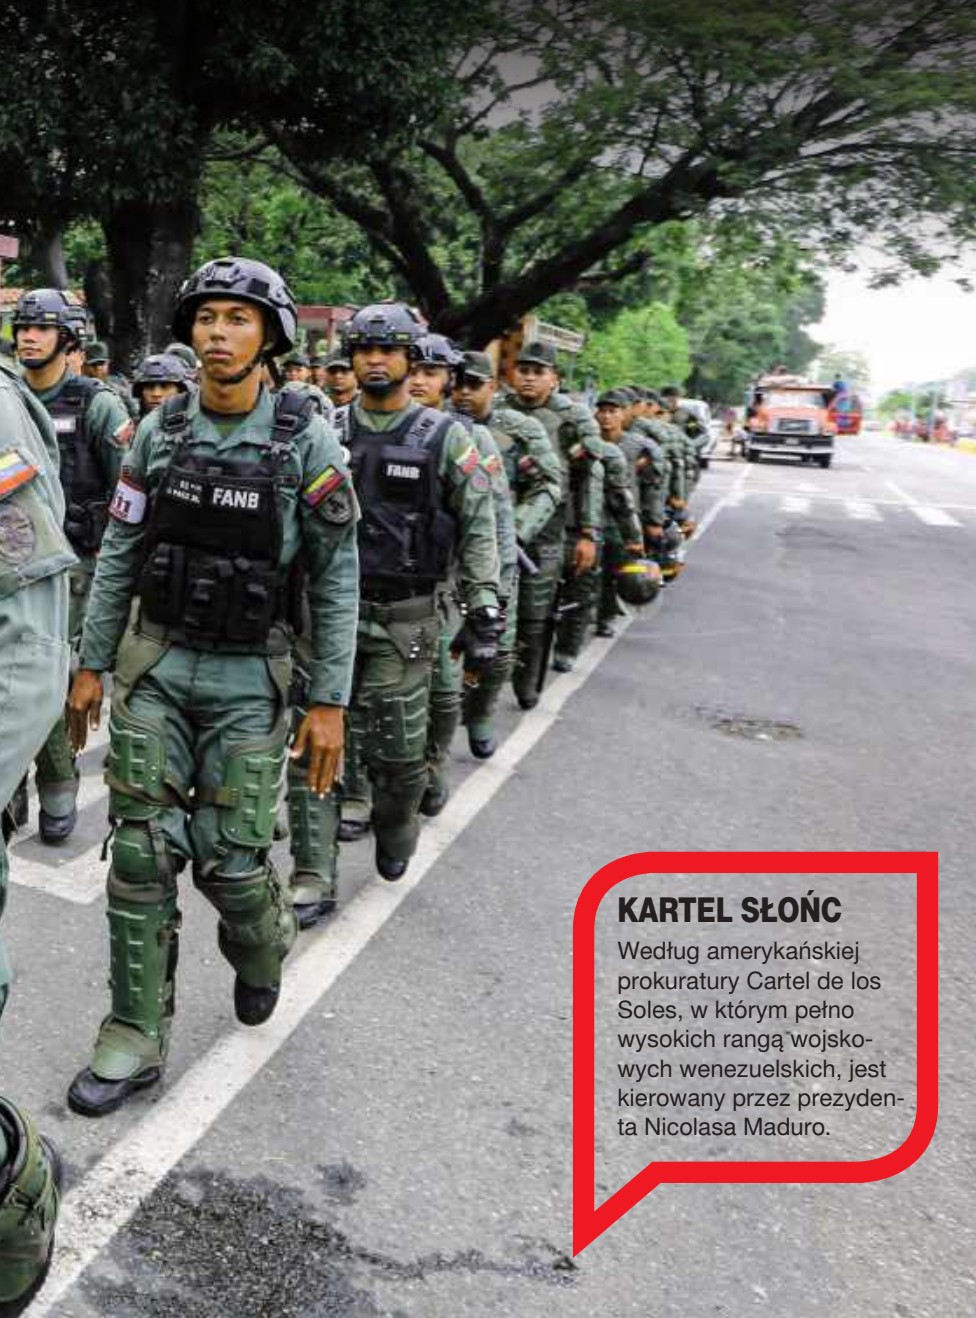 FANB
FANB
KARTEL SŁOŃC
Według amerykańskiej
prokuratury Cartel de los
Soles, w którym pełno
wysokich rangą wojsko-
wych wenezuelskich, jest
kierowany przez prezyden-
ta Nicolasa Maduro.